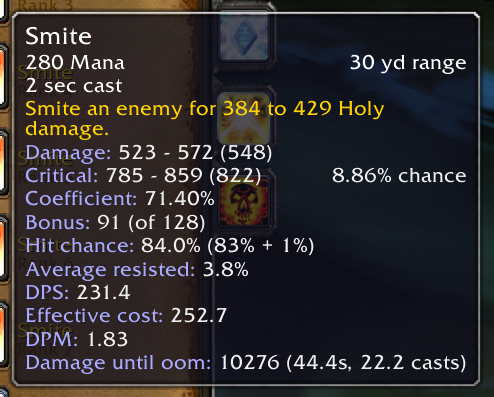 Rank 3
Smite
280 Mana 30 yd range
2 sec cast
Smite an enemy for 384 to 429 Holy
damage.
Damage: 523 - 572 (548)
Critical: 785 - 859 (822) 8.86% chance
Coefficient: 71.40%
Bonus: 91 (of 128)
Hit chance: 84.0% (83% + 1%)
Average resisted: 3.8%
DPS: 231.4
Effective cost: 252.7
DPM: 1.83
Smite
Damage until oom: 10276 (44.4s, 22.2 casts)